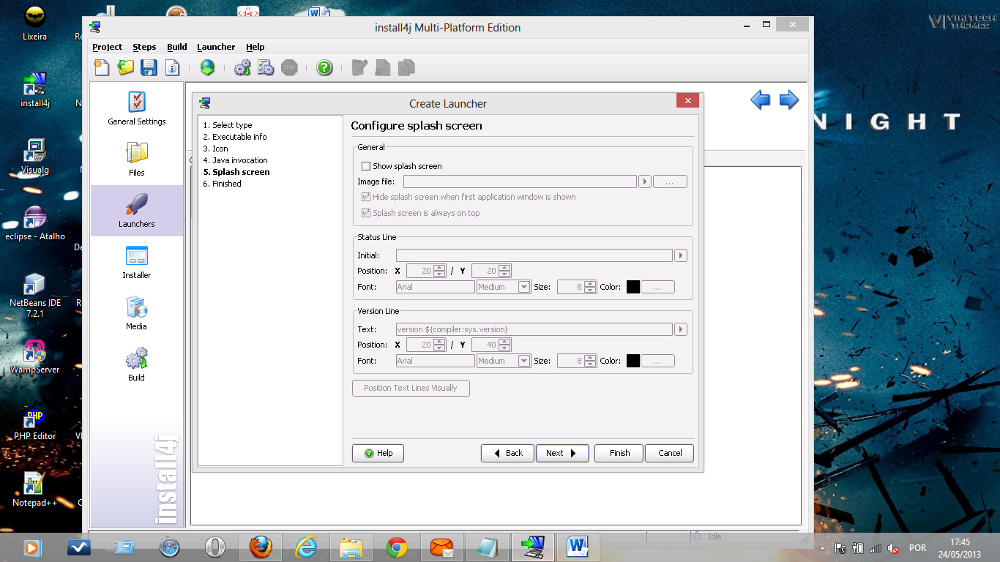 Lixeira
VIKITECH
THEMES
install4j Multi-Platform Edition
Project Steps Build Launcher Help
STOP
install4j
General Settings
Create Launcher
NIGHT
1. Select type
2. Executable info
3. Icon
4. Java invocation
5. Splash screen
6. Finished
Configure splash screen
General
Show splash screen
Image file: ...
Hide splash screen when first application window is shown
Splash screen is always on top
Status Line
Initial:
Position: X 20 / Y 20
Font: Arial Medium Size: 8 Color: ...
Version Line
Text: version ${compiler:sys.version}
Position: X 20 / Y 40
Font: Arial Medium Size: 8 Color: ...
Position Text Lines Visually
Help Back Next Finish Cancel
Files
Launchers
Installer
Media
Build
install4j
Visualg
eclipse - Atalho
NetBeans IDE
7.2.1
WampServer
PHP
PHP Editor
Notepad++
Idle
POR
17:45
24/05/2013